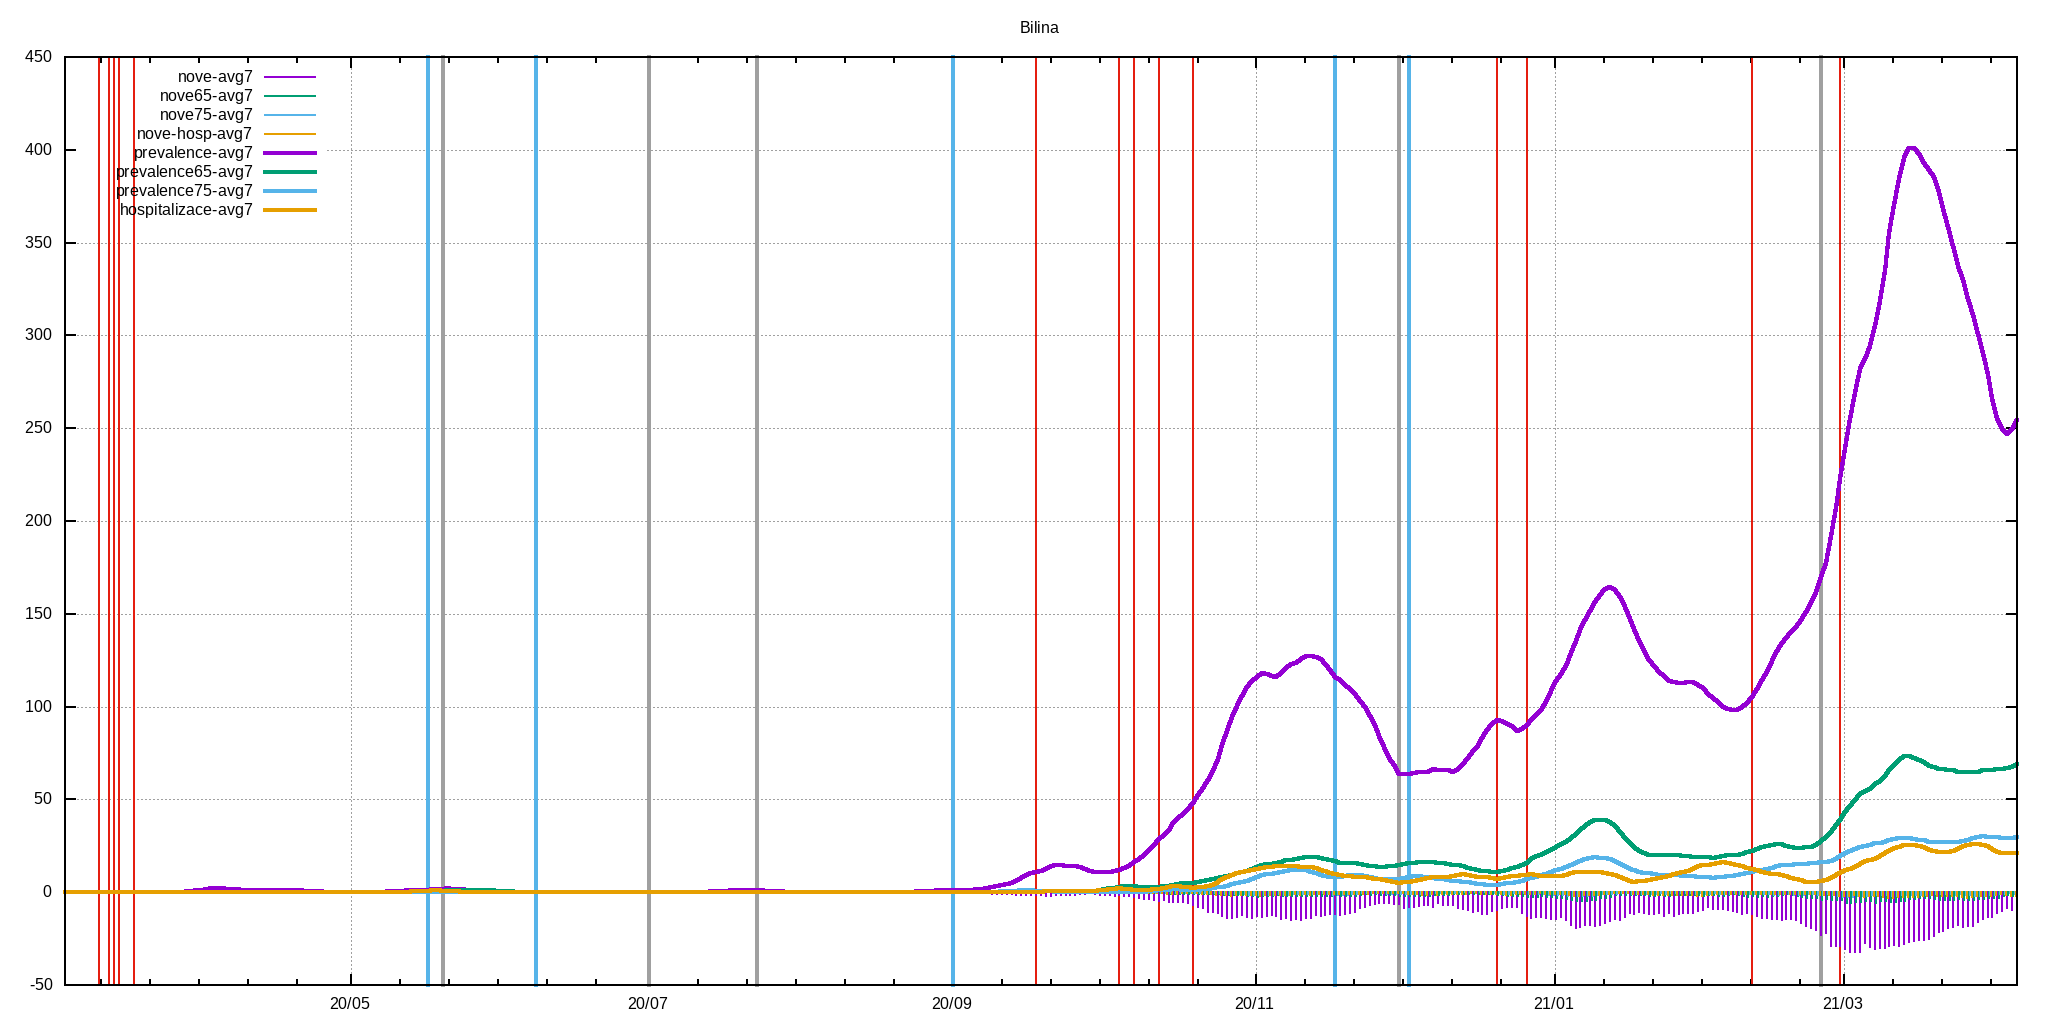 Bilina
450
400
350
300
250
200
150
100
50
0
-50
nove-avg7
nove65-avg7
nove75-avg7
nove-hosp-avg7
prevalence-avg7
prevalence65-avg7
prevalence75-avg7
hospitalizace-avg7
20/05
20/07
20/09
20/11
21/01
21/03